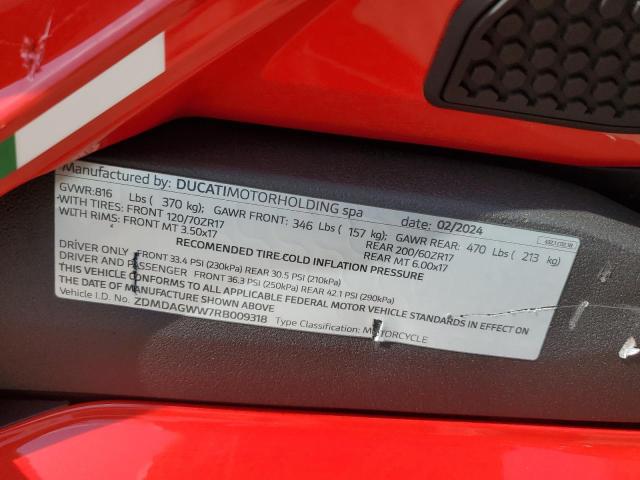 Manufactured by: DUCATIMOTORHOLDING spa date: 02/2024
GVWR:816 Lbs ( 370 kg); GAWR FRONT: 346 Lbs ( 157 kg); GAWR REAR: 470 Lbs ( 213 kg)
WITH TIRES: FRONT 120/70ZR17 REAR 200/60ZR17
WITH RIMS: FRONT MT 3.50x17 REAR MT 6.00x17
RECOMENDED TIRE-COLD INFLATION PRESSURE
DRÍVER ONLY FRONT 33.4 PSI (230kPa) REAR 30.5 PSI (210kPa)
DRIVER AND PASSENGER FRONT 36.3 PSI (250kPa) REAR 42.1 PSI (290kPa)
THIS VEHICLE CONFORMS TO ALL APPLICABLE FEDERAL MOTOR VEHICLE STANDARDS IN EFFECT ON
THE DATE OF MANUFACTURE SHOWN ABOVE
Vehicle I.D. No. ZDMDAGWW7RB009318 Type Classification: MOTORCYCLE